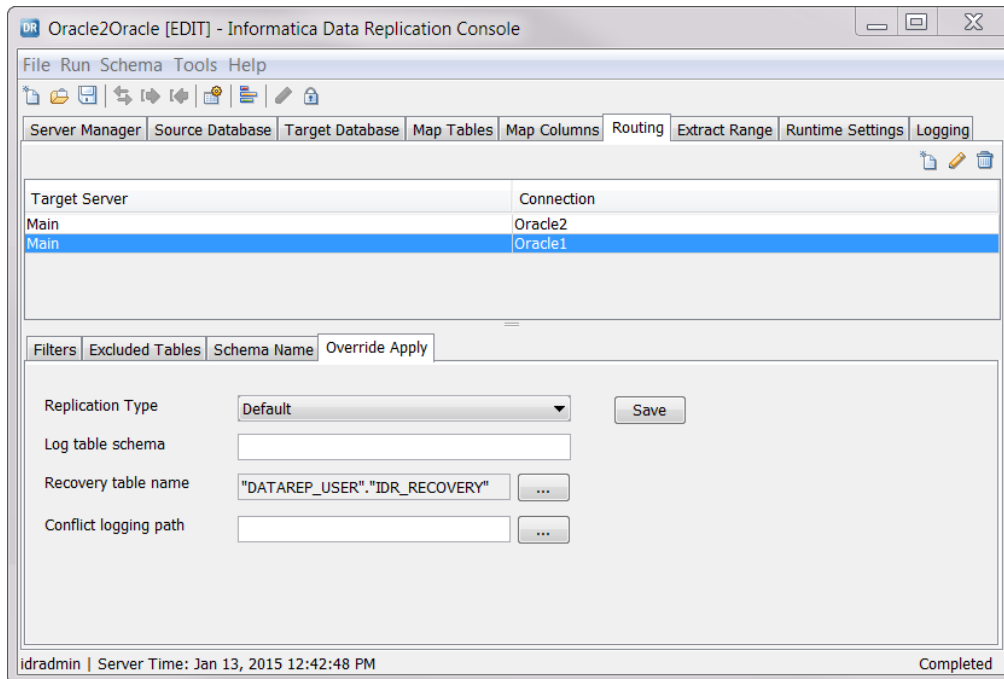 DR Oracle2Oracle [EDIT] - Informatica Data Replication Console
File Run Schema Tools Help
Server Manager Source Database Target Database Map Tables Map Columns Routing Extract Range Runtime Settings Logging
Target Server Connection
Main Oracle2
Main Oracle1
Filters Excluded Tables Schema Name Override Apply
Replication Type Default Save
Log table schema
Recovery table name "DATAREP_USER"."IDR_RECOVERY" ...
Conflict logging path ...
idradmin | Server Time: Jan 13, 2015 12:42:48 PM Completed